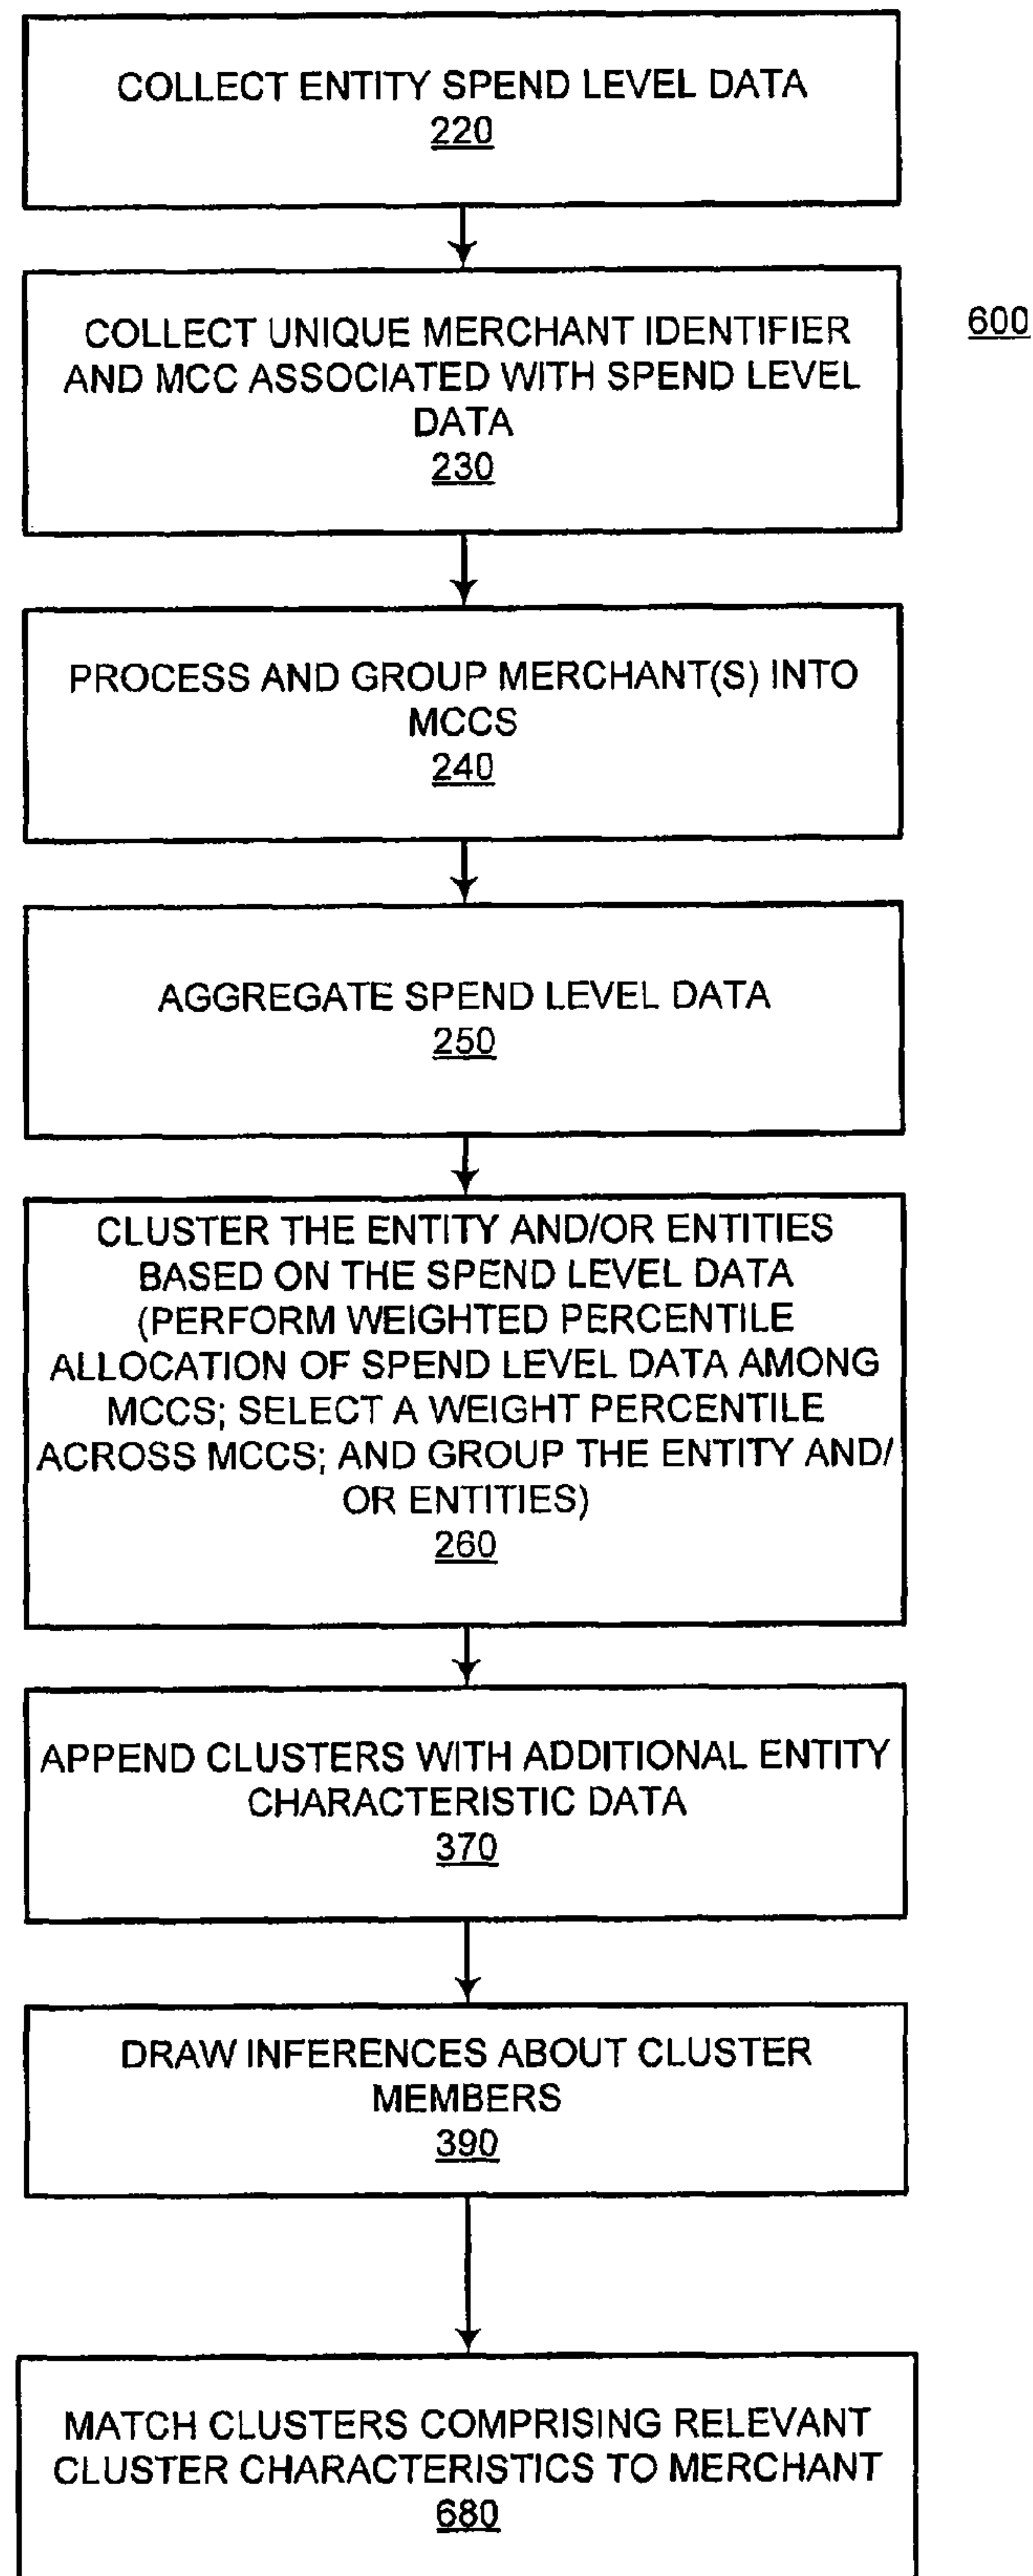 COLLECT ENTITY SPEND LEVEL DATA
220
600
COLLECT UNIQUE MERCHANT IDENTIFIER
AND MCC ASSOCIATED WITH SPEND LEVEL
DATA
230
PROCESS AND GROUP MERCHANT(S) INTO
MCCS
240
AGGREGATE SPEND LEVEL DATA
250
CLUSTER THE ENTITY AND/OR ENTITIES
BASED ON THE SPEND LEVEL DATA
(PERFORM WEIGHTED PERCENTILE
ALLOCATION OF SPEND LEVEL DATA AMONG
MCCS; SELECT A WEIGHT PERCENTILE
ACROSS MCCS; AND GROUP THE ENTITY AND/
OR ENTITIES)
260
APPEND CLUSTERS WITH ADDITIONAL ENTITY
CHARACTERISTIC DATA
370
DRAW INFERENCES ABOUT CLUSTER
MEMBERS
390
MATCH CLUSTERS COMPRISING RELEVANT
CLUSTER CHARACTERISTICS TO MERCHANT
680